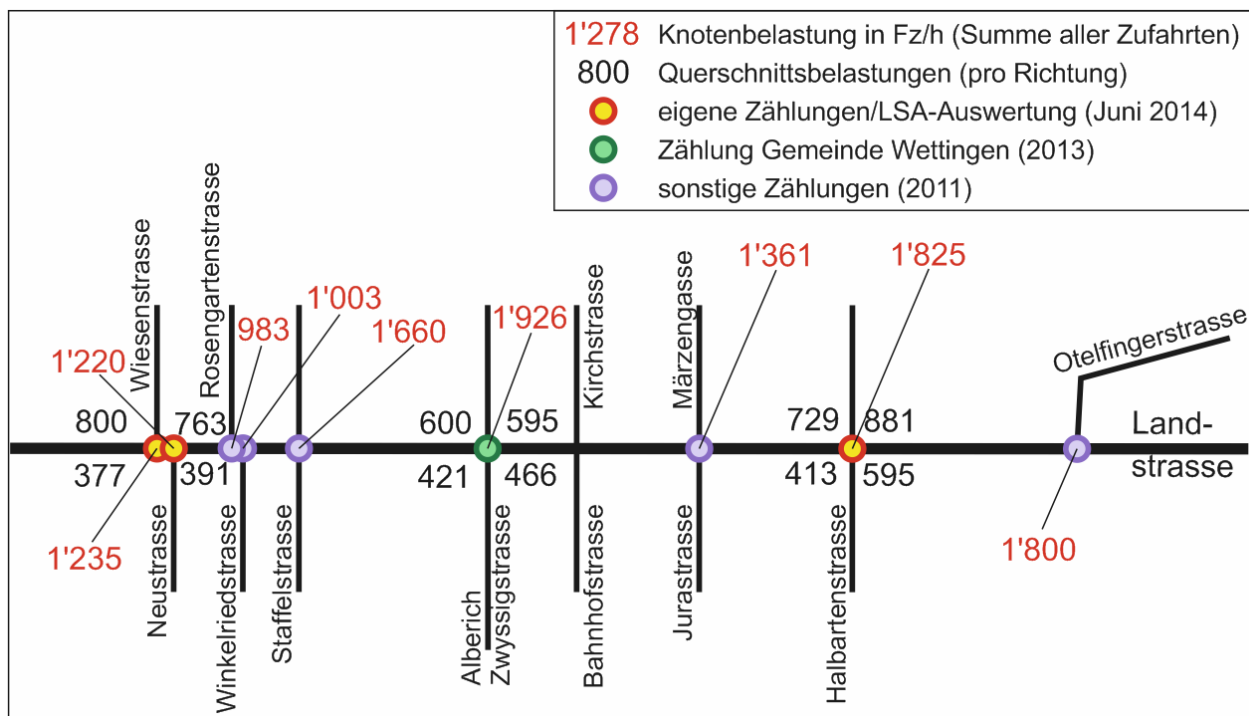 1'278 Knotenbelastung in Fz/h (Summe aller Zufahrten)
800 Querschnittsbelastungen (pro Richtung)
eigene Zählungen/LSA-Auswertung (Juni 2014)
Zählung Gemeinde Wettingen (2013)
sonstige Zählungen (2011)
Wiesenstrasse
Rosengartenstrasse
Kirchstrasse
Märzengasse
Otelfingerstrasse
1'220
983
1'003
1'660
1'926
1'361
1'825
800
763
600
595
729
881
Land-
strasse
377
391
421
466
413
595
1'235
1'800
Neustrasse
Winkelriedstrasse
Staffelstrasse
Alberich
Zwyssigstrasse
Bahnhofstrasse
Jurastrasse
Halbartenstrasse